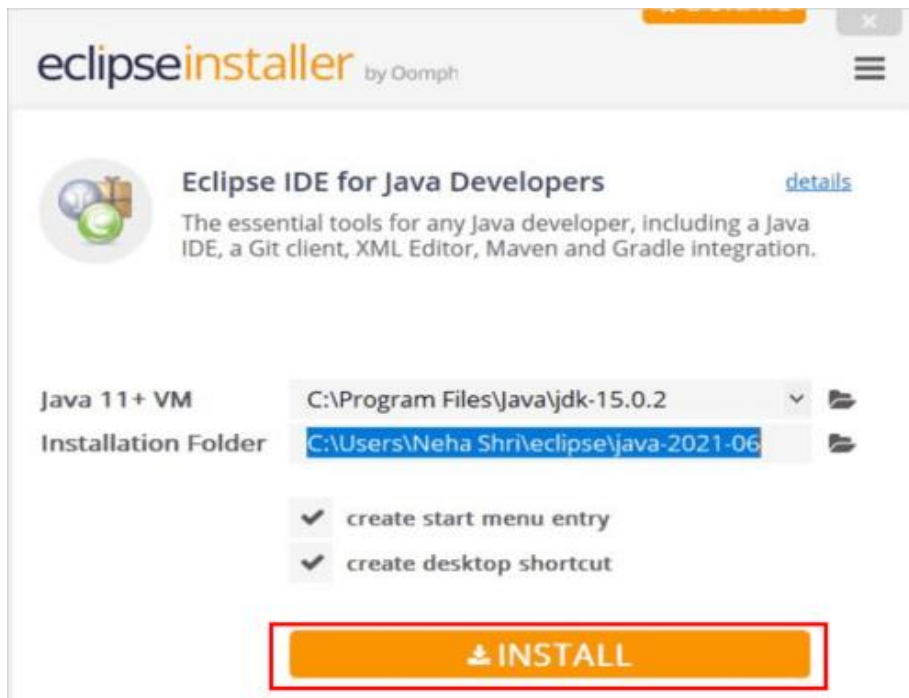 eclipseinstaller by Oomph
Eclipse IDE for Java Developers details
The essential tools for any Java developer, including a Java
IDE, a Git client, XML Editor, Maven and Gradle integration.
Java 11+ VM C:\Program Files\Java\jdk-15.0.2
Installation Folder C:\Users\Neha Shri\eclipse\java-2021-06
create start menu entry
create desktop shortcut
INSTALL